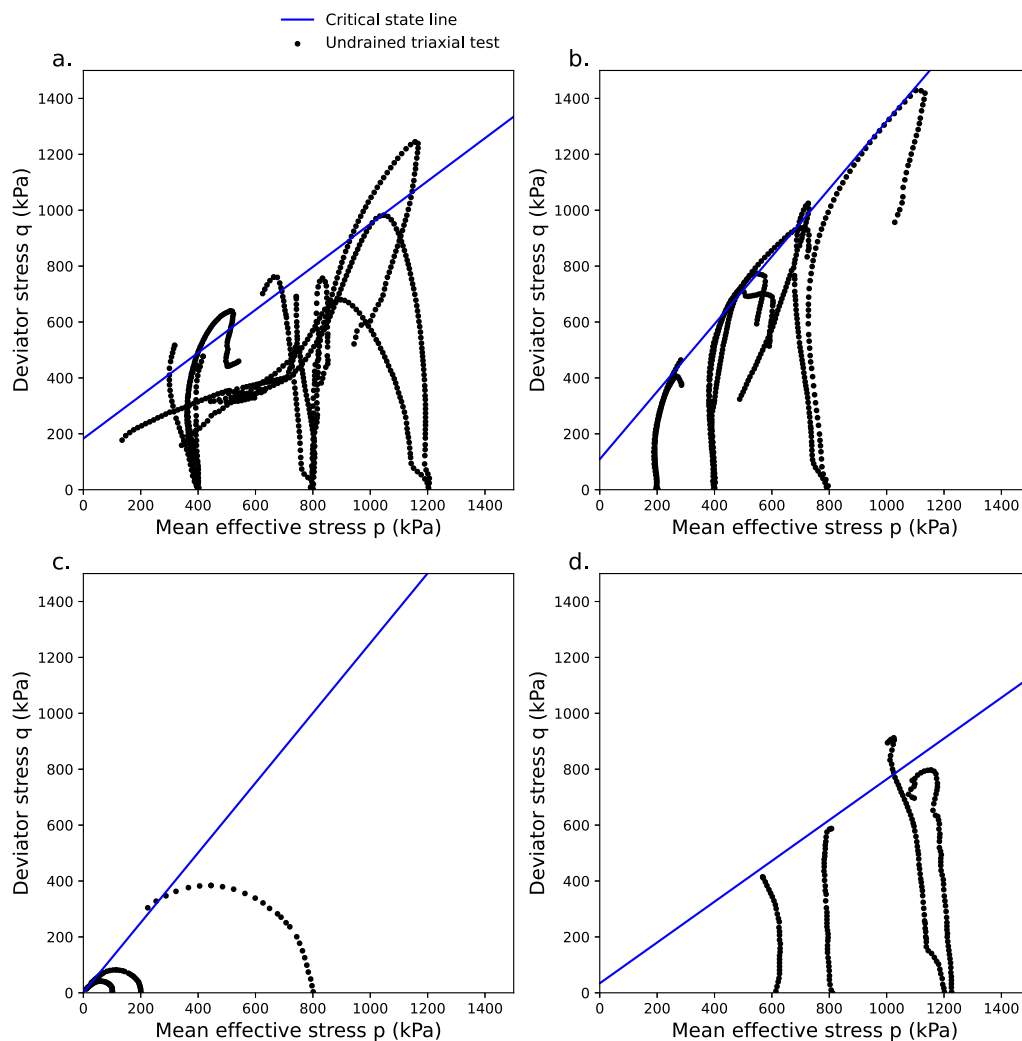 Critical state line
Undrained triaxial test
a.
b.
1400
1200
1000
800
600
400
200
0
Deviator stress q (kPa)
0 200 400 600 800 1000 1200 1400
Mean effective stress p (kPa)
1400
1200
1000
800
600
400
200
0
Deviator stress q (kPa)
0 200 400 600 800 1000 1200 1400
Mean effective stress p (kPa)
c.
d.
1400
1200
1000
800
600
400
200
0
Deviator stress q (kPa)
0 200 400 600 800 1000 1200 1400
Mean effective stress p (kPa)
1400
1200
1000
800
600
400
200
0
Deviator stress q (kPa)
0 200 400 600 800 1000 1200 1400
Mean effective stress p (kPa)